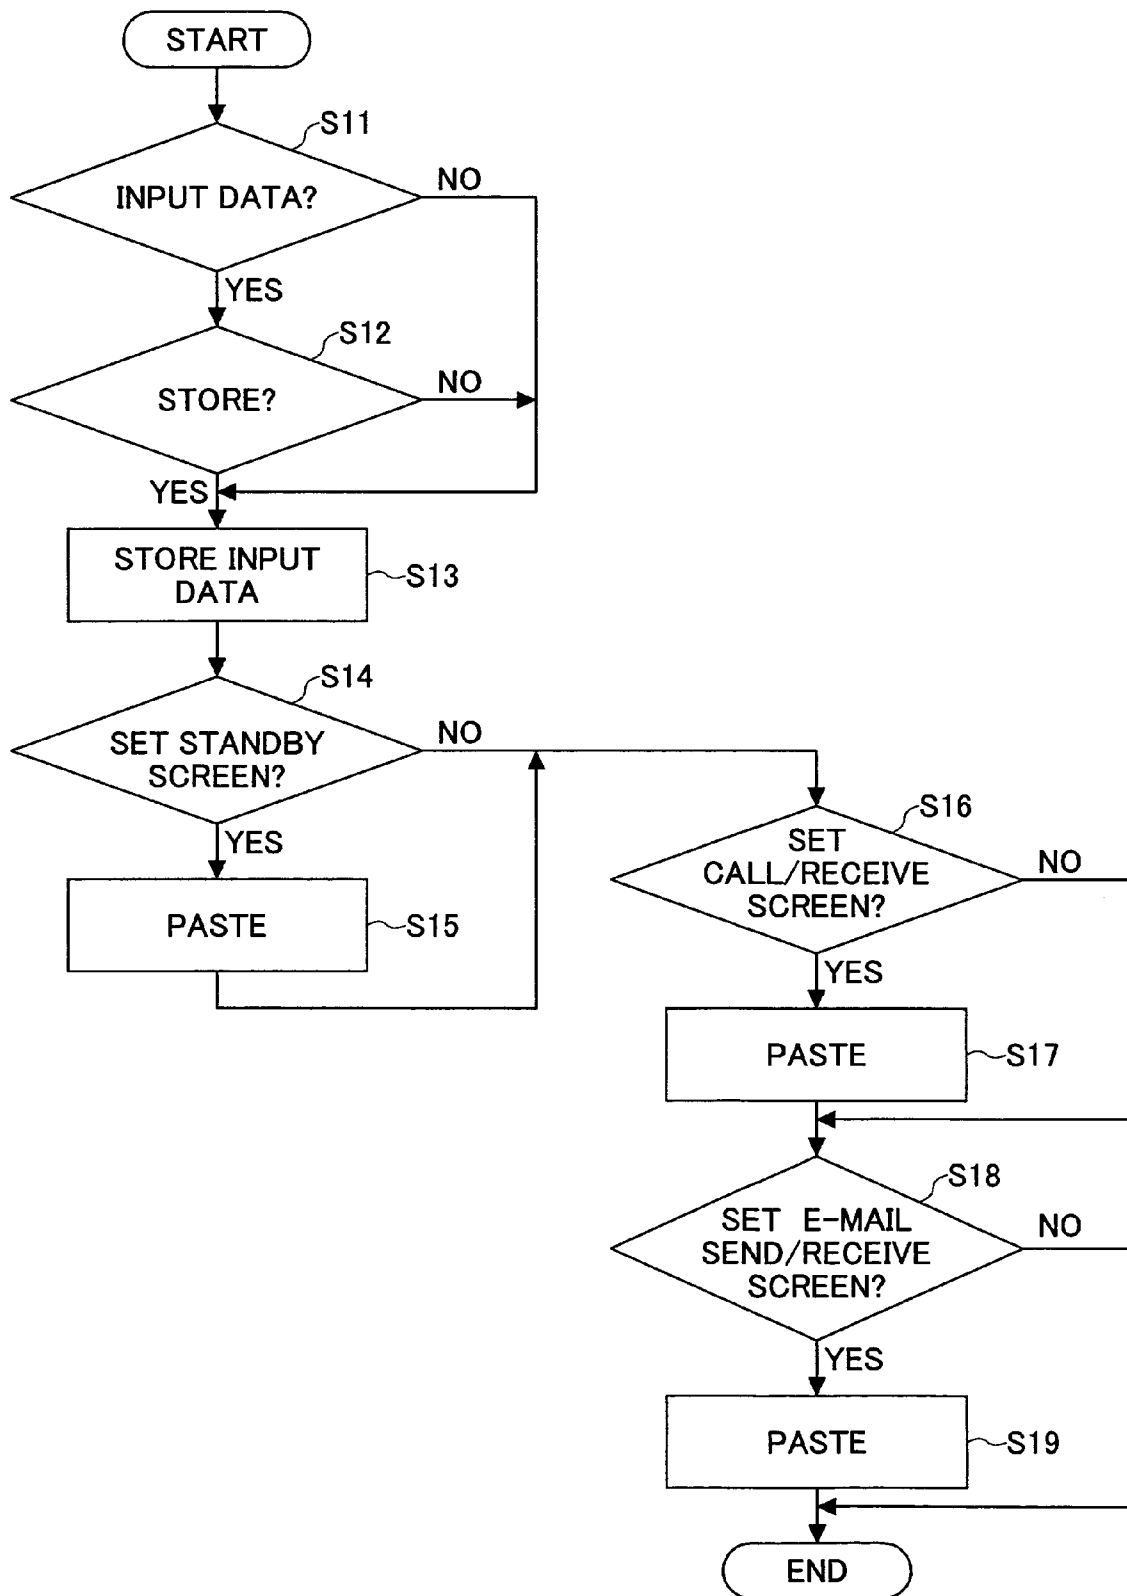 START
S11
INPUT DATA?
NO
YES
S12
STORE?
NO
YES
STORE INPUT
DATA
S13
S14
SET STANDBY
SCREEN?
NO
YES
PASTE
S15
S16
SET
CALL/RECEIVE
SCREEN?
NO
YES
PASTE
S17
S18
SET E-MAIL
SEND/RECEIVE
SCREEN?
NO
YES
PASTE
S19
END